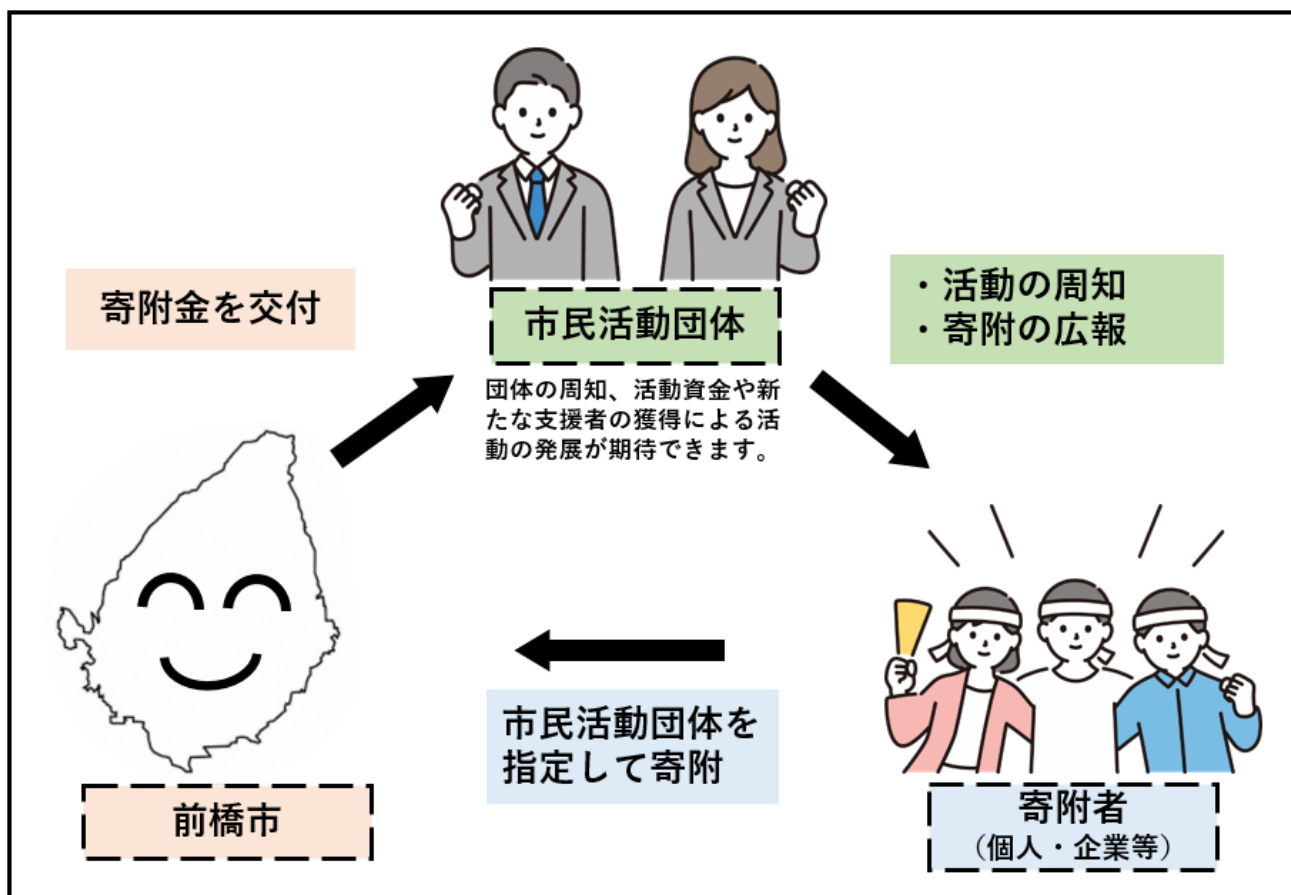 寄附金を交付
市民活動団体
・活動の周知
・寄附の広報
団体の周知、活動資金や新
たな支援者の獲得による活
動の発展が期待できます。
市民活動団体を
指定して寄附
前橋市
寄附者
（個人・企業等）